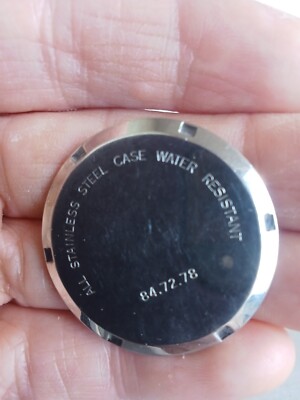 ALL STAINLESS STEEL CASE WATER RESISTANT
84.72.78